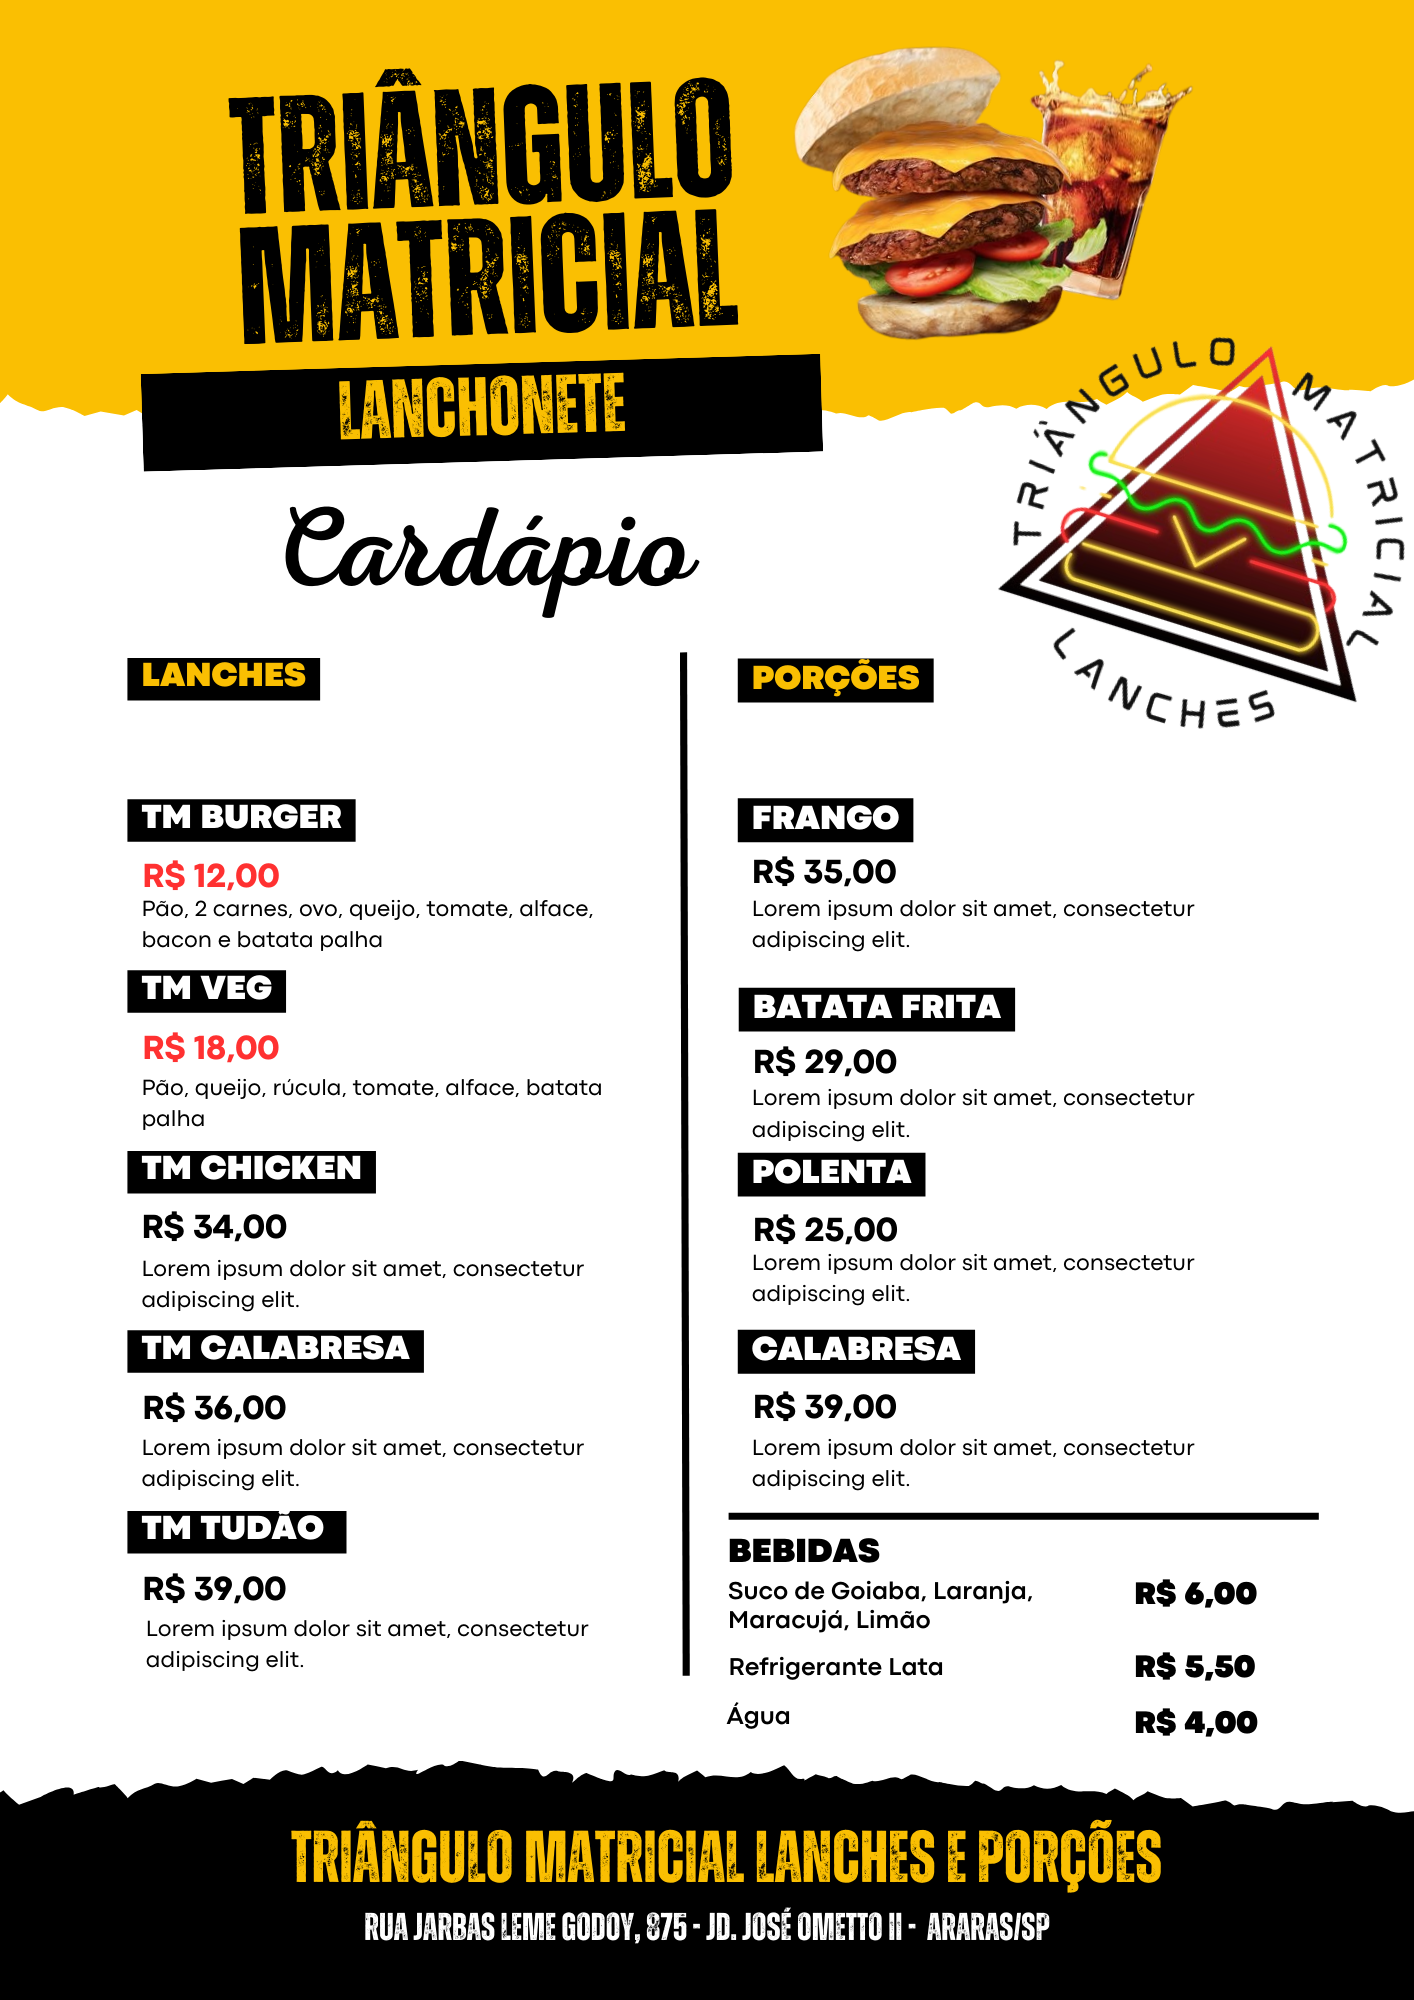 TRIÂNGULO
MATRICIAL
LANCHONETE
TRIÂNGULO MATRICIAL
LANCHES
Cardápio
LANCHES
TM BURGER
R$ 12,00
Pão, 2 carnes, ovo, queijo, tomate, alface,
bacon e batata palha
TM VEG
R$ 18,00
Pão, queijo, rúcula, tomate, alface, batata
palha
TM CHICKEN
R$ 34,00
Lorem ipsum dolor sit amet, consectetur
adipiscing elit.
TM CALABRESA
R$ 36,00
Lorem ipsum dolor sit amet, consectetur
adipiscing elit.
TM TUDÃO
R$ 39,00
Lorem ipsum dolor sit amet, consectetur
adipiscing elit.
PORÇÕES
FRANGO
R$ 35,00
Lorem ipsum dolor sit amet, consectetur
adipiscing elit.
BATATA FRITA
R$ 29,00
Lorem ipsum dolor sit amet, consectetur
adipiscing elit.
POLENTA
R$ 25,00
Lorem ipsum dolor sit amet, consectetur
adipiscing elit.
CALABRESA
R$ 39,00
Lorem ipsum dolor sit amet, consectetur
adipiscing elit.
BEBIDAS
Suco de Goiaba, Laranja, R$ 6,00
Maracujá, Limão
Refrigerante Lata R$ 5,50
Água R$ 4,00
TRIÂNGULO MATRICIAL LANCHES E PORÇÕES
RUA JARBAS LEME GODOY, 875 - JD. JOSÉ OMETTO II - ARARAS/SP